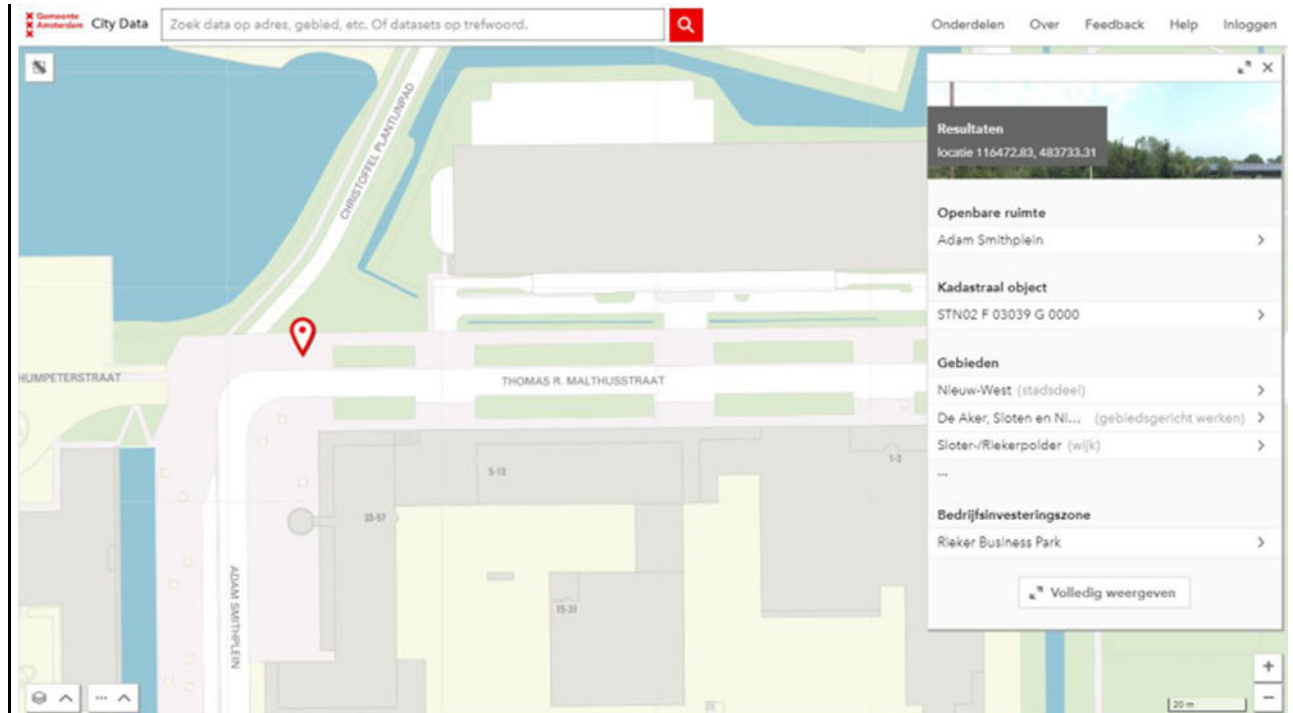 Gemeente
Amsterdam
City Data
Zoek data op adres, gebied, etc. Of datasets op trefwoord.
Onderdelen Over Feedback Help Inloggen
CHRISTOFFEL PLANTIJNPAD
HUMPETERSTRAAT
THOMAS R. MALTHUSSTRAAT
5-13
1-3
33-57
15-31
ADAM SMITHPLEIN
20 m
Resultaten
locatie 116472.83, 483733.31
Openbare ruimte
Adam Smithplein
Kadastraal object
STN02 F 03039 G 0000
Gebieden
Nieuw-West (stadsdeel)
De Aker, Sloten en Ni... (gebiedsgericht werken)
Sloter-/Riekerpolder (wijk)
...
Bedrijfsinvesteringszone
Rieker Business Park
Volledig weergeven